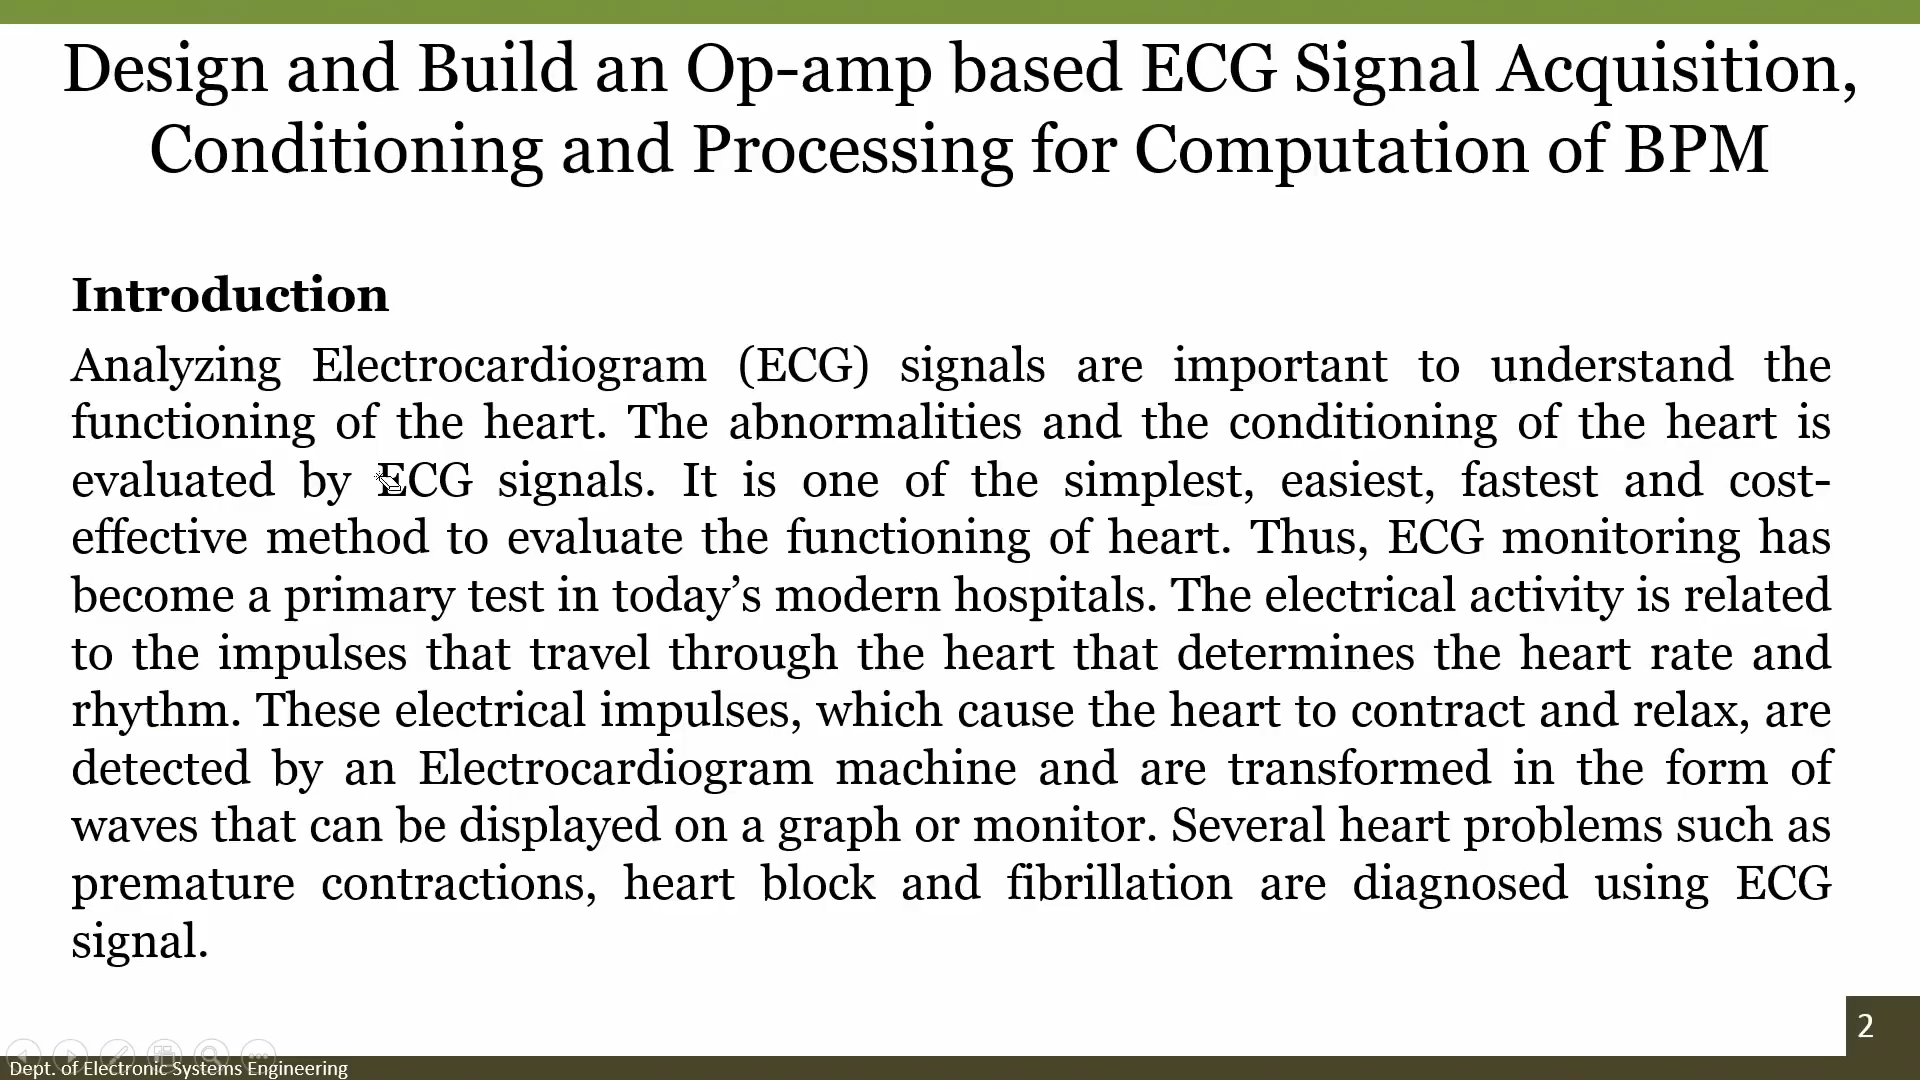 Design and Build an Op-amp based ECG Signal Acquisition,
Conditioning and Processing for Computation of BPM
Introduction
Analyzing Electrocardiogram (ECG) signals are important to understand the
functioning of the heart. The abnormalities and the conditioning of the heart is
evaluated by ECG signals. It is one of the simplest, easiest, fastest and cost-
effective method to evaluate the functioning of heart. Thus, ECG monitoring has
become a primary test in today’s modern hospitals. The electrical activity is related
to the impulses that travel through the heart that determines the heart rate and
rhythm. These electrical impulses, which cause the heart to contract and relax, are
detected by an Electrocardiogram machine and are transformed in the form of
waves that can be displayed on a graph or monitor. Several heart problems such as
premature contractions, heart block and fibrillation are diagnosed using ECG
signal.
2
Dept. of Electronic Systems Engineering